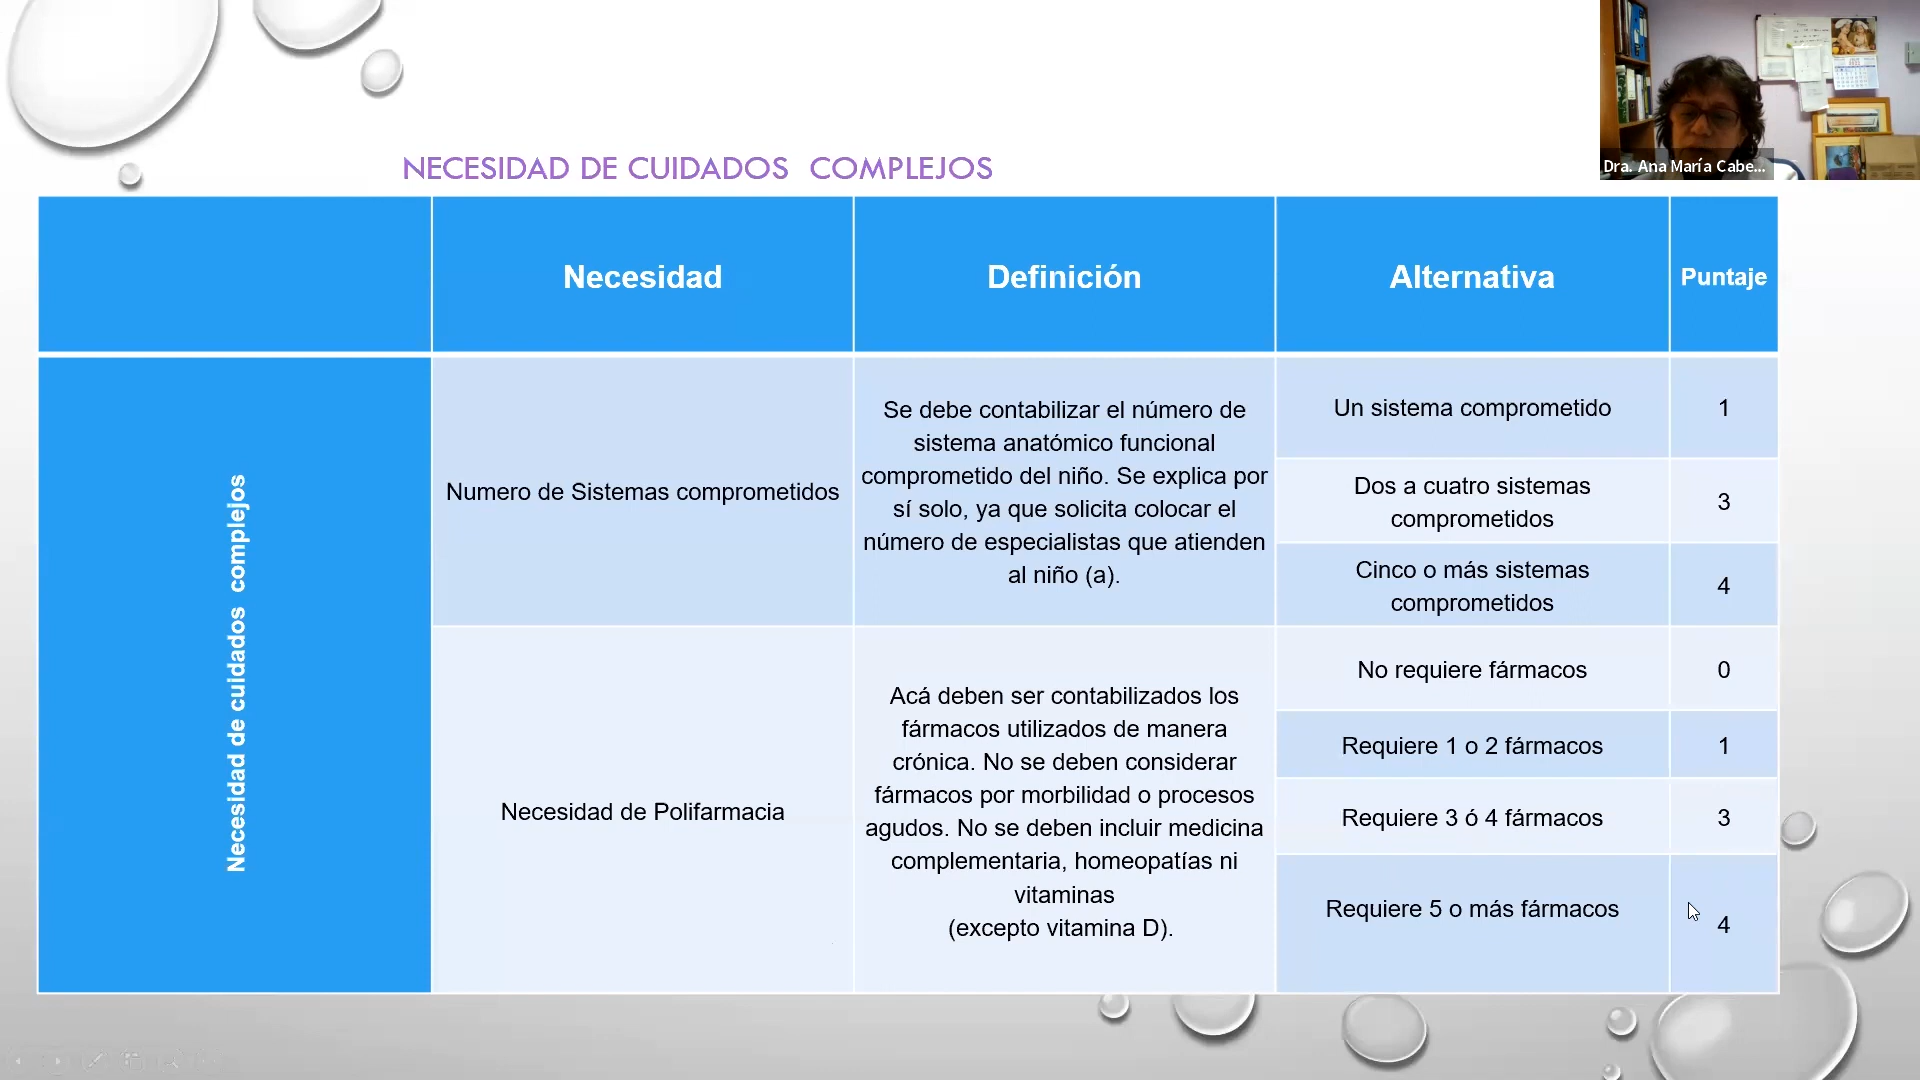 Dra. Ana María Cabe...
NECESIDAD DE CUIDADOS  COMPLEJOS
Necesidad
Definición
Alternativa
Puntaje
Necesidad de cuidados  complejos
Numero de Sistemas comprometidos
Se debe contabilizar el número de
sistema anatómico funcional
comprometido del niño. Se explica por
sí solo, ya que solicita colocar el
número de especialistas que atienden
al niño (a).
Un sistema comprometido
1
Dos a cuatro sistemas
comprometidos
3
Cinco o más sistemas
comprometidos
4
Necesidad de Polifarmacia
Acá deben ser contabilizados los
fármacos utilizados de manera
crónica. No se deben considerar
fármacos por morbilidad o procesos
agudos. No se deben incluir medicina
complementaria, homeopatías ni
vitaminas
(excepto vitamina D).
No requiere fármacos
0
Requiere 1 o 2 fármacos
1
Requiere 3 ó 4 fármacos
3
Requiere 5 o más fármacos
4